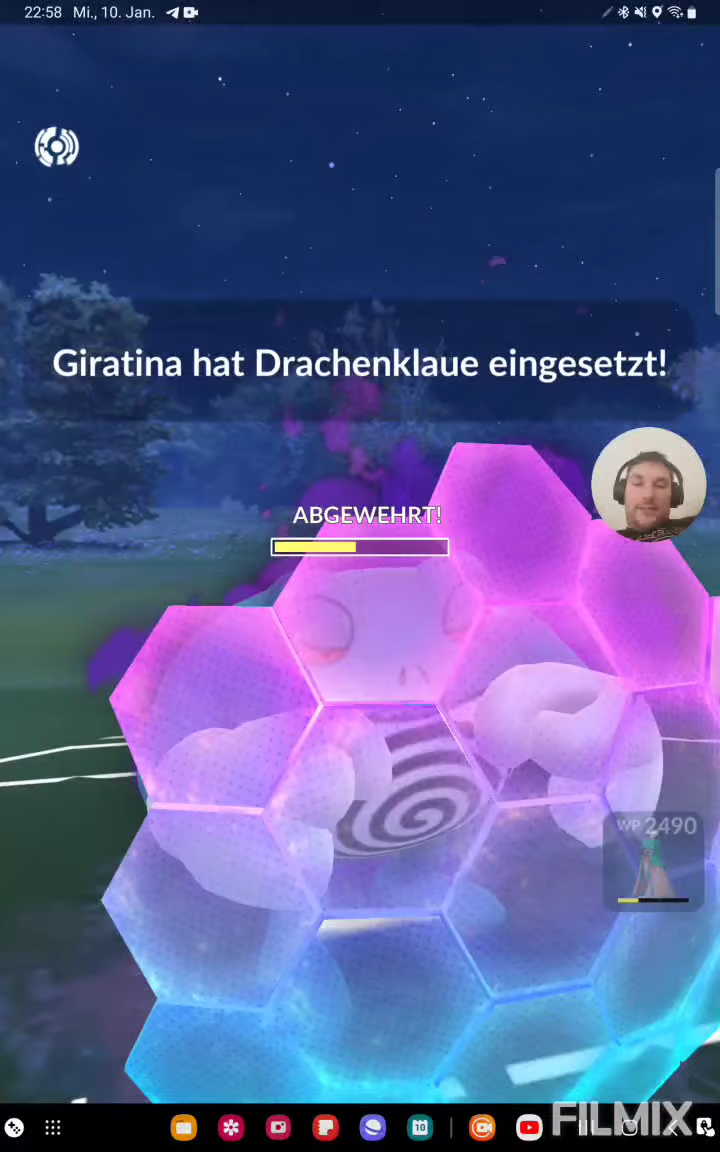 22:58 Mi., 10. Jan.
Giratina hat Drachenklaue eingesetzt!
ABGEWEHRT!
WP 2490
10
FILMIX